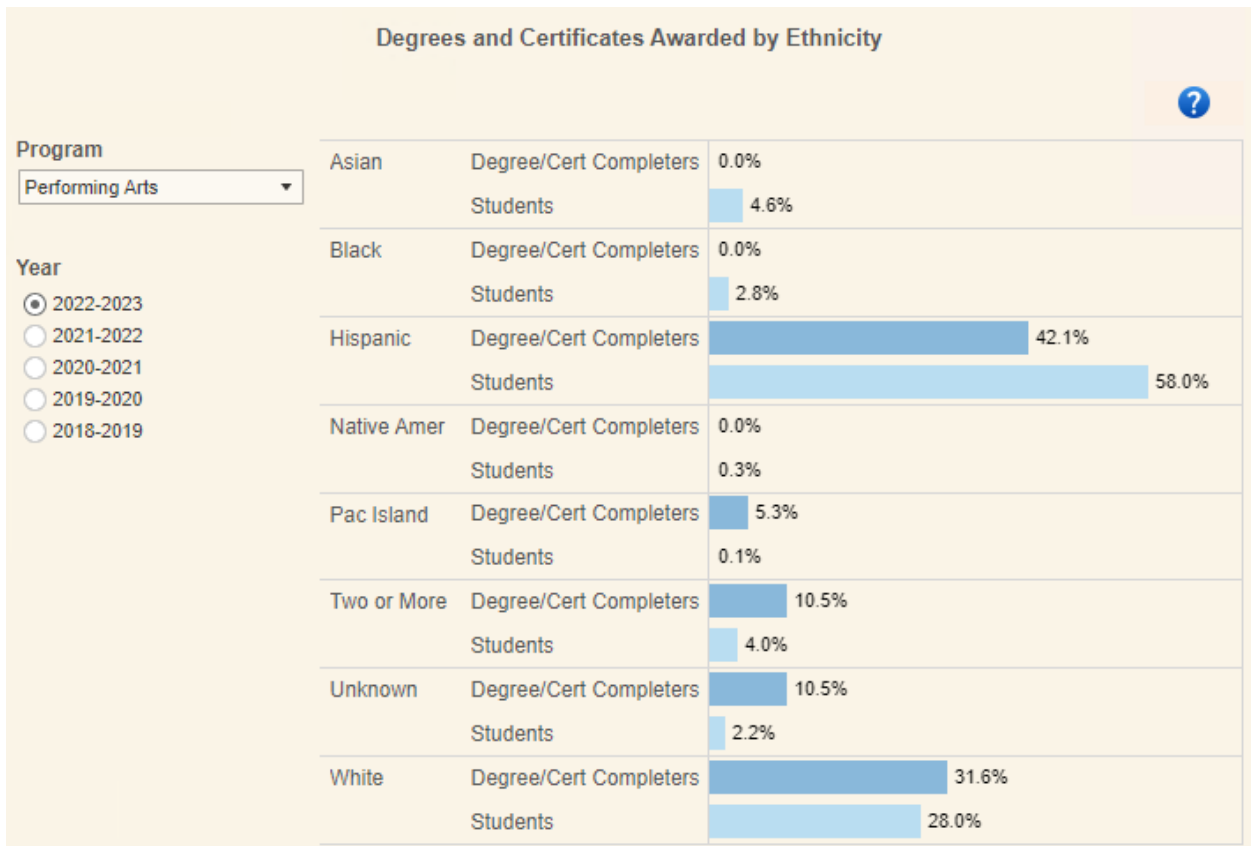 Degrees and Certificates Awarded by Ethnicity
?
Program
Performing Arts
Year
2022-2023
2021-2022
2020-2021
2019-2020
2018-2019
Asian Degree/Cert Completers 0.0%
Students 4.6%
Black Degree/Cert Completers 0.0%
Students 2.8%
Hispanic Degree/Cert Completers 42.1%
Students 58.0%
Native Amer Degree/Cert Completers 0.0%
Students 0.3%
Pac Island Degree/Cert Completers 5.3%
Students 0.1%
Two or More Degree/Cert Completers 10.5%
Students 4.0%
Unknown Degree/Cert Completers 10.5%
Students 2.2%
White Degree/Cert Completers 31.6%
Students 28.0%